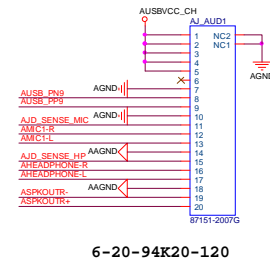 AUSBVCC_CH
AJ_AUD1
1
2
3
4
5
6
7
8
9
10
11
12
13
14
15
16
17
18
19
20
NC2
NC1
AGND
AUSB_PN9
AUSB_PP9
AGND
AGND
AJD_SENSE_MIC
AMIC1-R
AMIC1-L
AAGND
AJD_SENSE_HP
AHEADPHONE-R
AHEADPHONE-L
AAGND
ASPKOUTR-
ASPKOUTR+
87151-2007G
6-20-94K20-120